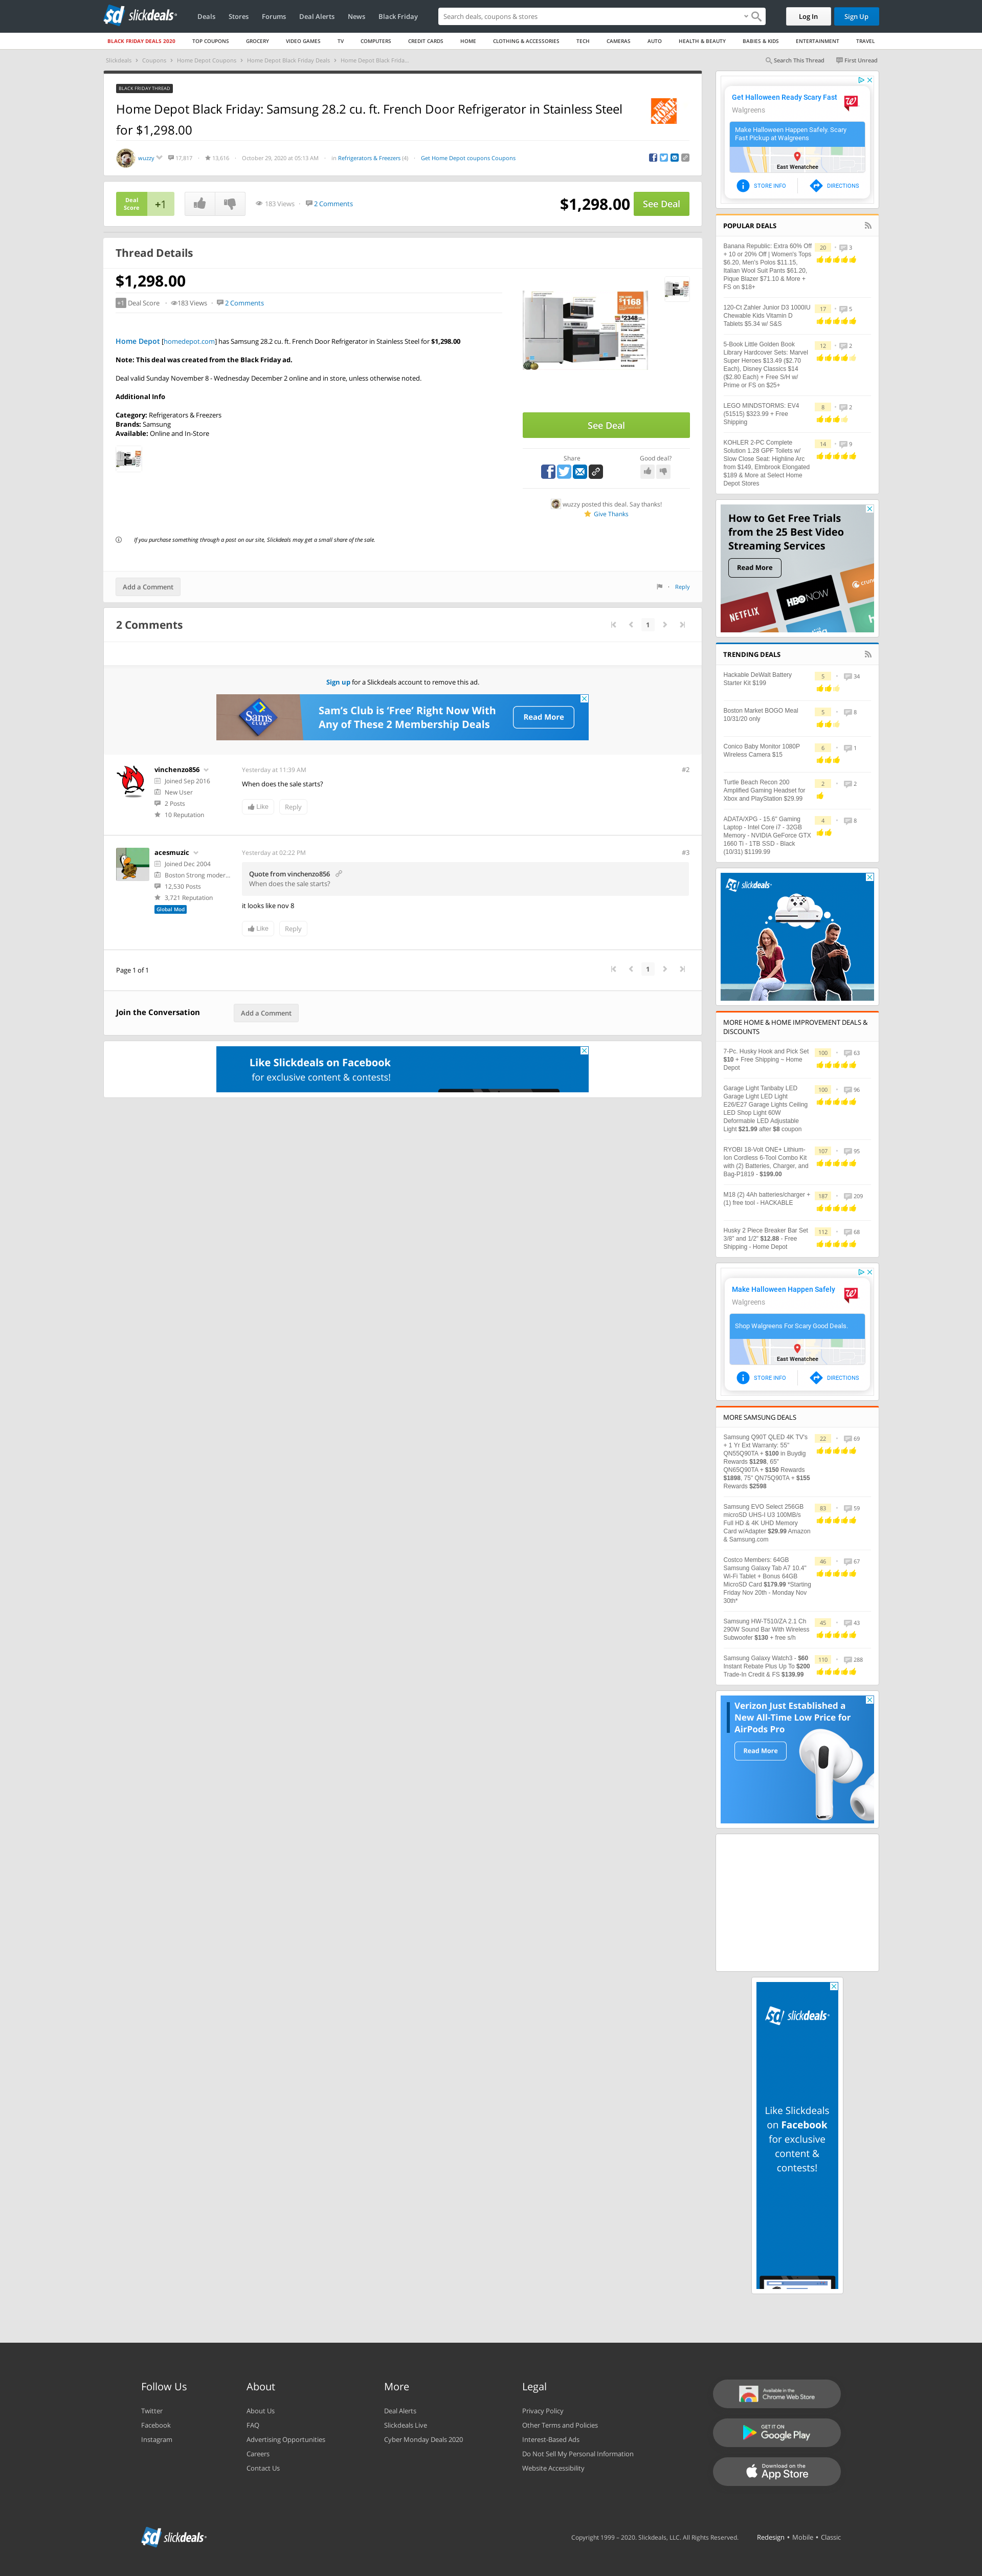 sd slickdeals
Deals Stores Forums Deal Alerts News Black Friday
Search deals, coupons & stores
Log In
Sign Up
BLACK FRIDAY DEALS 2020 TOP COUPONS GROCERY VIDEO GAMES TV COMPUTERS CREDIT CARDS HOME CLOTHING & ACCESSORIES TECH CAMERAS AUTO HEALTH & BEAUTY BABIES & KIDS ENTERTAINMENT TRAVEL
Slickdeals › Coupons › Home Depot Coupons › Home Depot Black Friday Deals › Home Depot Black Frida...
Search This Thread
First Unread
BLACK FRIDAY THREAD
Home Depot Black Friday: Samsung 28.2 cu. ft. French Door Refrigerator in Stainless Steel
for $1,298.00
wuzzy 17,817 13,616 October 29, 2020 at 05:13 AM in Refrigerators & Freezers (4) Get Home Depot coupons Coupons
Deal
Score
+1
183 Views 2 Comments
$1,298.00
See Deal
Thread Details
$1,298.00
+1 Deal Score 183 Views 2 Comments
Home Depot [homedepot.com] has Samsung 28.2 cu. ft. French Door Refrigerator in Stainless Steel for $1,298.00
Note: This deal was created from the Black Friday ad.
Deal valid Sunday November 8 - Wednesday December 2 online and in store, unless otherwise noted.
Additional Info
Category: Refrigerators & Freezers
Brands: Samsung
Available: Online and In-Store
$1168
$2348
See Deal
Share
Good deal?
wuzzy posted this deal. Say thanks!
Give Thanks
If you purchase something through a post on our site, Slickdeals may get a small share of the sale.
Add a Comment
Reply
2 Comments
1
Sign up for a Slickdeals account to remove this ad.
Sam's Club
Sam's Club is 'Free' Right Now With
Any of These 2 Membership Deals
Read More
vinchenzo856
Joined Sep 2016
New User
2 Posts
10 Reputation
Yesterday at 11:39 AM
#2
When does the sale starts?
Like
Reply
acesmuzic
Joined Dec 2004
Boston Strong moder...
12,530 Posts
3,721 Reputation
Global Mod
Yesterday at 02:22 PM
#3
Quote from vinchenzo856
When does the sale starts?
it looks like nov 8
Like
Reply
Page 1 of 1
1
Join the Conversation
Add a Comment
Like Slickdeals on Facebook
for exclusive content & contests!
Get Halloween Ready Scary Fast
Walgreens
Make Halloween Happen Safely. Scary
Fast Pickup at Walgreens
East Wenatchee
STORE INFO
DIRECTIONS
POPULAR DEALS
Banana Republic: Extra 60% Off
+ 10 or 20% Off | Women's Tops
$6.20, Men's Polos $11.15,
Italian Wool Suit Pants $61.20,
Pique Blazer $71.10 & More +
FS on $18+
20 3
120-Ct Zahler Junior D3 1000IU
Chewable Kids Vitamin D
Tablets $5.34 w/ S&S
17 5
5-Book Little Golden Book
Library Hardcover Sets: Marvel
Super Heroes $13.49 ($2.70
Each), Disney Classics $14
($2.80 Each) + Free S/H w/
Prime or FS on $25+
12 2
LEGO MINDSTORMS: EV4
(51515) $323.99 + Free
Shipping
8 2
KOHLER 2-PC Complete
Solution 1.28 GPF Toilets w/
Slow Close Seat: Highline Arc
from $149, Elmbrook Elongated
$189 & More at Select Home
Depot Stores
14 9
How to Get Free Trials
from the 25 Best Video
Streaming Services
Read More
NETFLIX
HBO NOW
TRENDING DEALS
Hackable DeWalt Battery
Starter Kit $199
5 34
Boston Market BOGO Meal
10/31/20 only
5 8
Conico Baby Monitor 1080P
Wireless Camera $15
6 1
Turtle Beach Recon 200
Amplified Gaming Headset for
Xbox and PlayStation $29.99
2 2
ADATA/XPG - 15.6" Gaming
Laptop - Intel Core i7 - 32GB
Memory - NVIDIA GeForce GTX
1660 Ti - 1TB SSD - Black
(10/31) $1199.99
4 8
sd slickdeals
MORE HOME & HOME IMPROVEMENT DEALS &
DISCOUNTS
7-Pc. Husky Hook and Pick Set
$10 + Free Shipping ~ Home
Depot
100 63
Garage Light Tanbaby LED
Garage Light LED Light
E26/E27 Garage Lights Ceiling
LED Shop Light 60W
Deformable LED Adjustable
Light $21.99 after $8 coupon
100 96
RYOBI 18-Volt ONE+ Lithium-
Ion Cordless 6-Tool Combo Kit
with (2) Batteries, Charger, and
Bag-P1819 - $199.00
107 95
M18 (2) 4Ah batteries/charger +
(1) free tool - HACKABLE
187 209
Husky 2 Piece Breaker Bar Set
3/8" and 1/2" $12.88 - Free
Shipping - Home Depot
112 68
Make Halloween Happen Safely
Walgreens
Shop Walgreens For Scary Good Deals.
East Wenatchee
STORE INFO
DIRECTIONS
MORE SAMSUNG DEALS
Samsung Q90T QLED 4K TV's
+ 1 Yr Ext Warranty: 55"
QN55Q90TA + $100 in Buydig
Rewards $1298, 65"
QN65Q90TA + $150 Rewards
$1898, 75" QN75Q90TA + $155
Rewards $2598
22 69
Samsung EVO Select 256GB
microSD UHS-I U3 100MB/s
Full HD & 4K UHD Memory
Card w/Adapter $29.99 Amazon
& Samsung.com
83 59
Costco Members: 64GB
Samsung Galaxy Tab A7 10.4"
Wi-Fi Tablet + Bonus 64GB
MicroSD Card $179.99 *Starting
Friday Nov 20th - Monday Nov
30th*
46 67
Samsung HW-T510/ZA 2.1 Ch
290W Sound Bar With Wireless
Subwoofer $130 + free s/h
45 43
Samsung Galaxy Watch3 - $60
Instant Rebate Plus Up To $200
Trade-In Credit & FS $139.99
110 288
Verizon Just Established a
New All-Time Low Price for
AirPods Pro
Read More
sd slickdeals
Like Slickdeals
on Facebook
for exclusive
content &
contests!
Follow Us
Twitter
Facebook
Instagram
About
About Us
FAQ
Advertising Opportunities
Careers
Contact Us
More
Deal Alerts
Slickdeals Live
Cyber Monday Deals 2020
Legal
Privacy Policy
Other Terms and Policies
Interest-Based Ads
Do Not Sell My Personal Information
Website Accessibility
Available in the
Chrome Web Store
GET IT ON
Google Play
Download on the
App Store
sd slickdeals
Copyright 1999 – 2020. Slickdeals, LLC. All Rights Reserved.
Redesign • Mobile • Classic